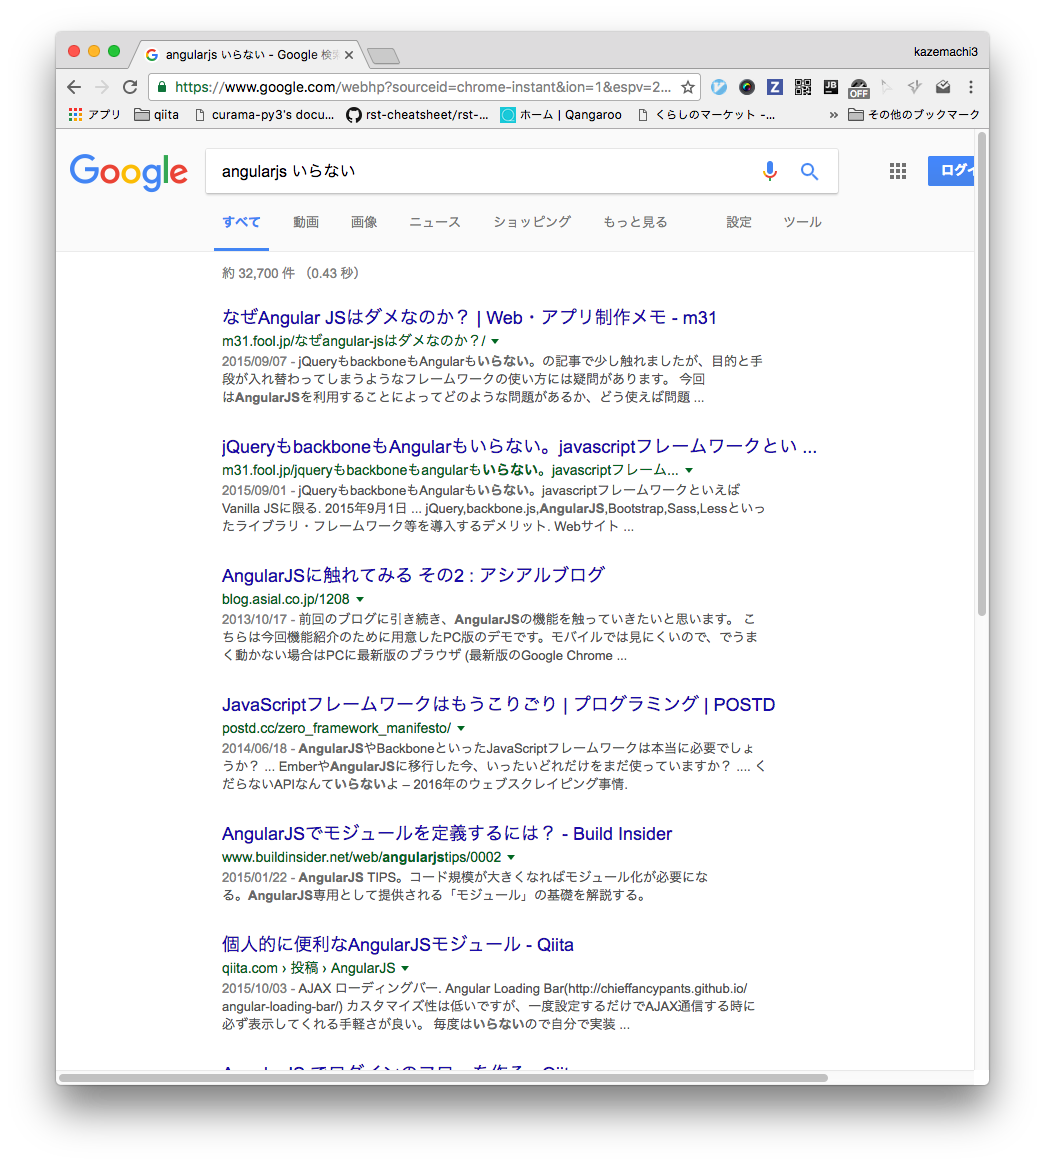 angularjs いらない - Google 検索
kazemachi3
https://www.google.com/webhp?sourceid=chrome-instant&ion=1&espv=2...
OFF
アプリ qiita curama-py3's docu... rst-cheatsheet/rst-... ホーム | Qangaroo くらしのマーケット -... » その他のブックマーク
Google
angularjs いらない
ログイ
すべて 動画 画像 ニュース ショッピング もっと見る 設定 ツール
約 32,700 件 （0.43 秒）
なぜAngular JSはダメなのか？ | Web・アプリ制作メモ - m31
m31.fool.jp/なぜangular-jsはダメなのか？/
2015/09/07 - jQueryもbackboneもAngularもいらない。の記事で少し触れましたが、目的と手
段が入れ替わってしまうようなフレームワークの使い方には疑問があります。 今回
はAngularJSを利用することによってどのような問題があるか、どう使えば問題 ...
jQueryもbackboneもAngularもいらない。javascriptフレームワークとい ...
m31.fool.jp/jqueryもbackboneもangularもいらない。javascriptフレーム...
2015/09/01 - jQueryもbackboneもAngularもいらない。javascriptフレームワークといえば
Vanilla JSに限る. 2015年9月1日 ... jQuery,backbone.js,AngularJS,Bootstrap,Sass,Lessといっ
たライブラリ・フレームワーク等を導入するデメリット. Webサイト ...
AngularJSに触れてみる その2 : アシアルブログ
blog.asial.co.jp/1208
2013/10/17 - 前回のブログに引き続き、AngularJSの機能を触っていきたいと思います。 こ
ちらは今回機能紹介のために用意したPC版のデモです。モバイルでは見にくいので、でうま
く動かない場合はPCに最新版のブラウザ (最新版のGoogle Chrome ...
JavaScriptフレームワークはもうこりごり | プログラミング | POSTD
postd.cc/zero_framework_manifesto/
2014/06/18 - AngularJSやBackboneといったJavaScriptフレームワークは本当に必要でしょ
うか？ ... EmberやAngularJSに移行した今、いったいどれだけをまだ使っていますか？ .... く
だらないAPIなんていらないよ – 2016年のウェブスクレイピング事情.
AngularJSでモジュールを定義するには？ - Build Insider
www.buildinsider.net/web/angularjstips/0002
2015/01/22 - AngularJS TIPS。コード規模が大きくなればモジュール化が必要にな
る。AngularJS専用として提供される「モジュール」の基礎を解説する。
個人的に便利なAngularJSモジュール - Qiita
qiita.com › 投稿 › AngularJS
2015/10/03 - AJAX ローディングバー. Angular Loading Bar(http://chieffancypants.github.io/
angular-loading-bar/) カスタマイズ性は低いですが、一度設定するだけでAJAX通信する時に
必ず表示してくれる手軽さが良い。 毎度はいらないので自分で実装 ...
AngularJS でログインのフローを作る - Qiita